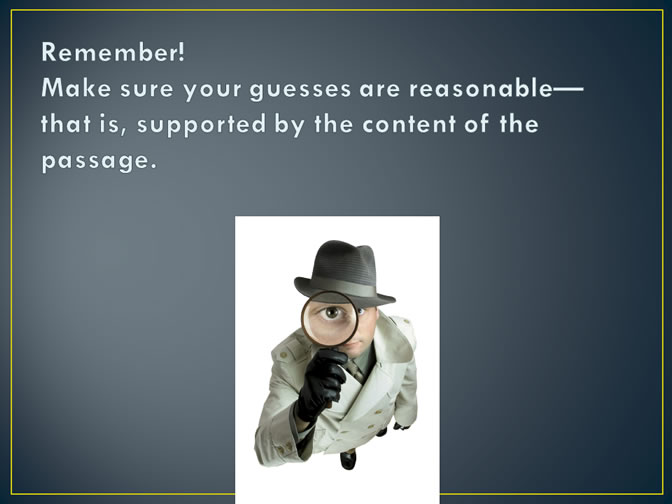 Remember!
Make sure your guesses are reasonable—
that is, supported by the content of the
passage.